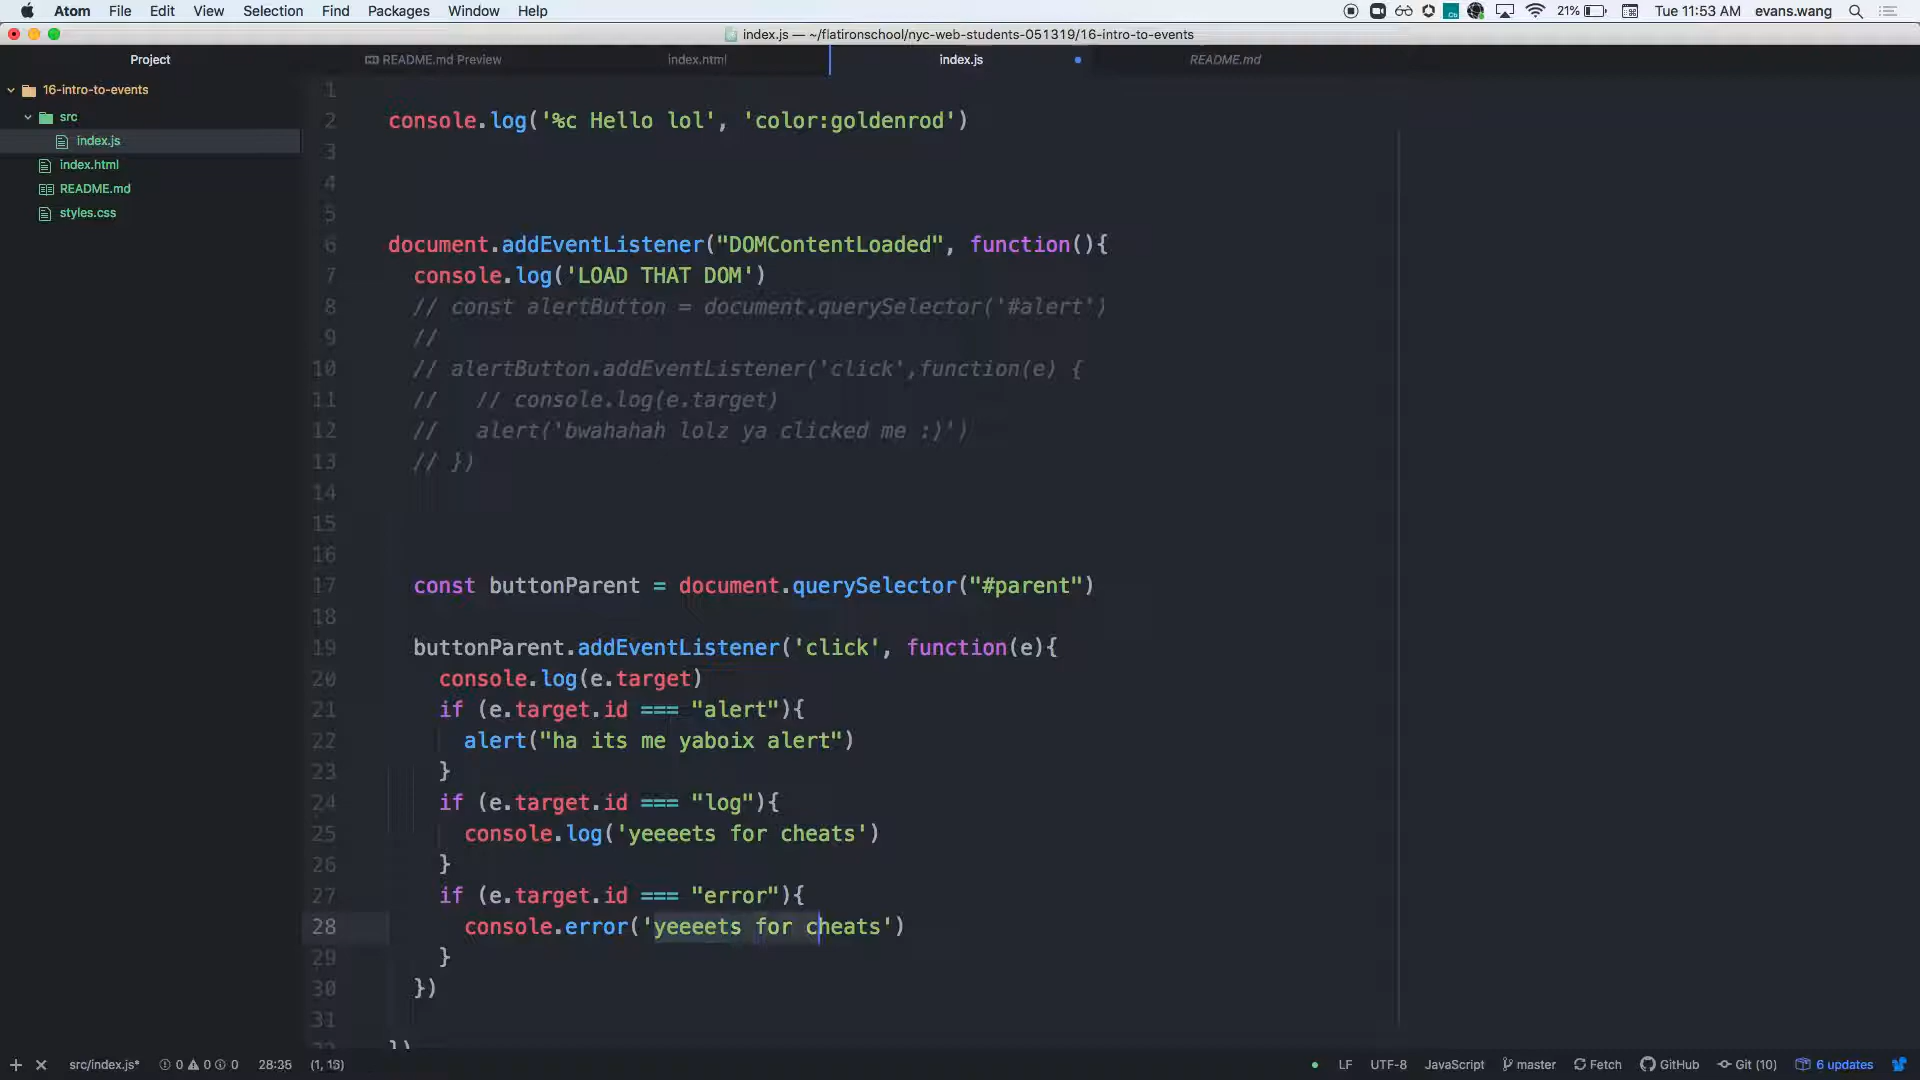 Atom File Edit View Selection Find Packages Window Help 21% Tue 11:53 AM evans.wang
index.js — ~/flatironschool/nyc-web-students-051319/16-intro-to-events
Project README.md Preview index.html index.js README.md
16-intro-to-events
src
index.js
index.html
README.md
styles.css
1
2 console.log('%c Hello lol', 'color:goldenrod')
3
4
5
6 document.addEventListener("DOMContentLoaded", function(){
7 console.log('LOAD THAT DOM')
8 // const alertButton = document.querySelector('#alert')
9 //
10 // alertButton.addEventListener('click',function(e) {
11 // // console.log(e.target)
12 // alert('bwahahah lolz ya clicked me :)')
13 // })
14
15
16
17 const buttonParent = document.querySelector("#parent")
18
19 buttonParent.addEventListener('click', function(e){
20 console.log(e.target)
21 if (e.target.id === "alert"){
22 alert("ha its me yaboix alert")
23 }
24 if (e.target.id === "log"){
25 console.log('yeeeets for cheats')
26 }
27 if (e.target.id === "error"){
28 console.error('yeeeets for cheats')
29 }
30 })
31
32 })
src/index.js* 0 0 0 28:35 (1, 15) LF UTF-8 JavaScript master Fetch GitHub Git (10) 6 updates